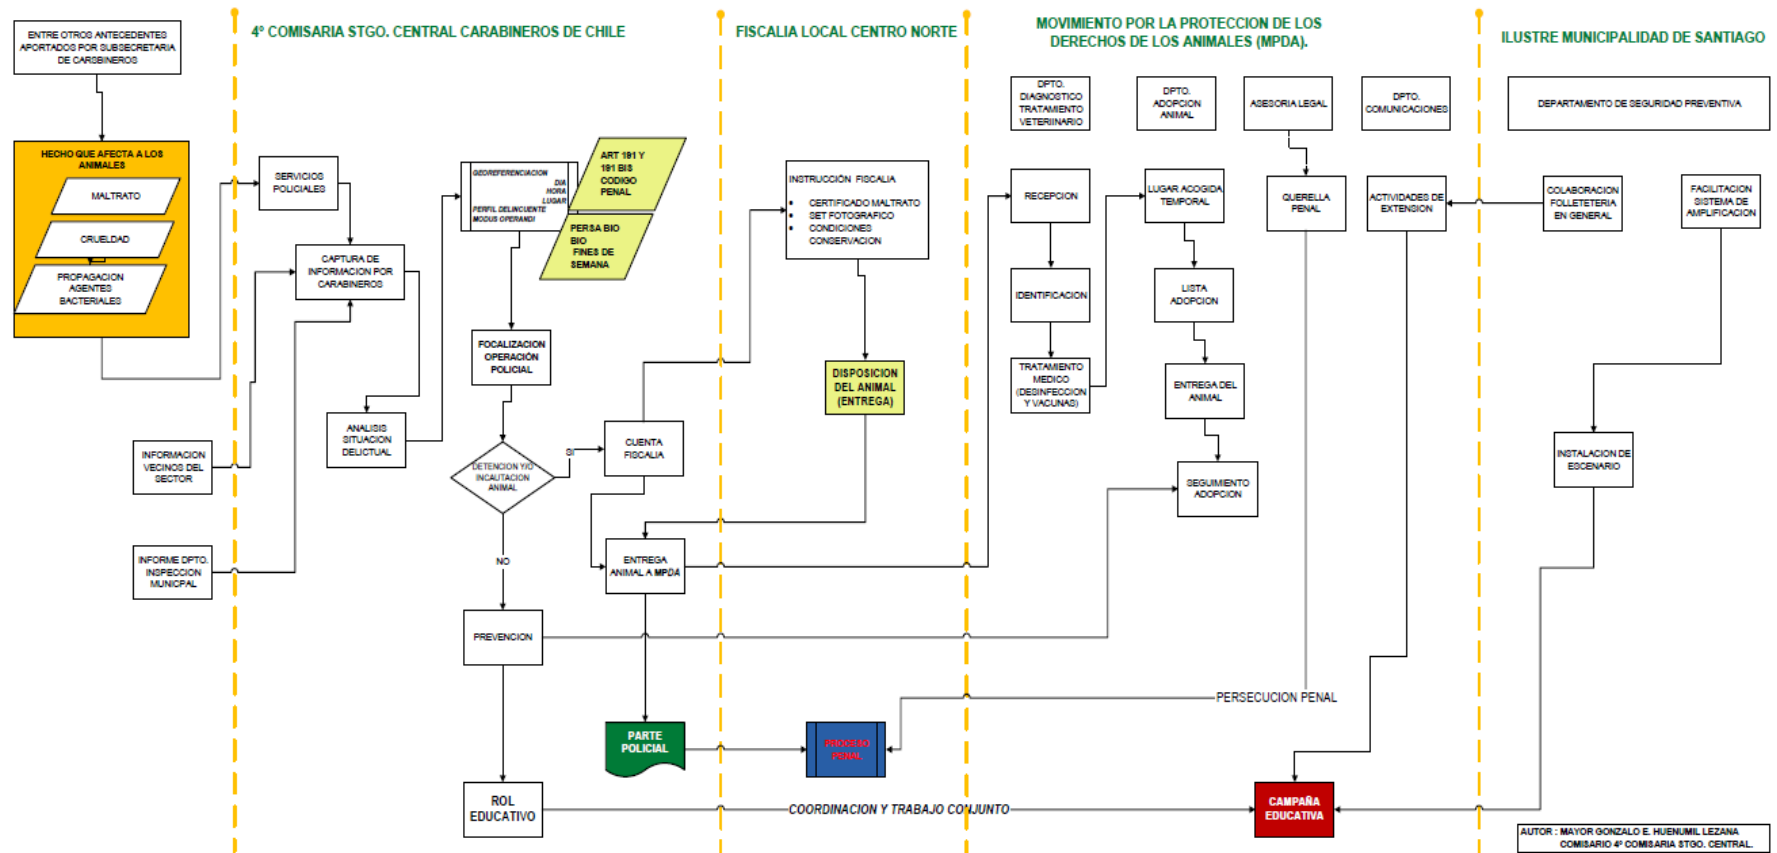 ENTRE OTROS ANTECEDENTES
APORTADOS POR SUBSECRETARIA
DE CARSBINEROS
HECHO QUE AFECTA A LOS
ANIMALES
MALTRATO
CRUELDAD
PROPAGACION
AGENTES
BACTERIALES
INFORMACION
VECINOS DEL
SECTOR
INFORME DPTO.
INSPECCION
MUNICPAL
4º COMISARIA STGO. CENTRAL CARABINEROS DE CHILE
SERVICIOS
POLICIALES
CAPTURA DE
INFORMACION POR
CARABINEROS
ANALISIS
SITUACION
DELICTUAL
GEOREFERENCIACION
DIA
HORA
LUGAR
PERFIL DELINCUENTE
MODUS OPERANDI
ART 191 Y
191 BIS
CODIGO
PENAL
PERSA BIO
BIO
FINES DE
SEMANA
FOCALIZACION
OPERACIÓN
POLICIAL
DETENCION Y/O
INCAUTACION
ANIMAL
SI
NO
CUENTA
FISCALIA
ENTREGA
ANIMAL A MPDA
PREVENCION
PARTE
POLICIAL
ROL
EDUCATIVO
FISCALIA LOCAL CENTRO NORTE
INSTRUCCIÓN FISCALIA
• CERTIFICADO MALTRATO
• SET FOTOGRAFICO
• CONDICIONES
CONSERVACION
DISPOSICION
DEL ANIMAL
(ENTREGA)
PROCESO
PENAL
COORDINACION Y TRABAJO CONJUNTO
MOVIMIENTO POR LA PROTECCION DE LOS
DERECHOS DE LOS ANIMALES (MPDA).
DPTO.
DIAGNOSTICO
TRATAMIENTO
VETERIINARIO
DPTO.
ADOPCION
ANIMAL
ASESORIA LEGAL
DPTO.
COMUNICACIONES
RECEPCION
LUGAR ACOGIDA
TEMPORAL
QUERELLA
PENAL
ACTIVIDADES DE
EXTENSION
IDENTIFICACION
LISTA
ADOPCION
TRATAMIENTO
MEDICO
(DESINFECCION
Y VACUNAS)
ENTREGA DEL
ANIMAL
SEGUIMIENTO
ADOPCION
PERSECUCION PENAL
CAMPAÑA
EDUCATIVA
ILUSTRE MUNICIPALIDAD DE SANTIAGO
DEPARTAMENTO DE SEGURIDAD PREVENTIVA
COLABORACION
FOLLETETERIA
EN GENERAL
FACILITACION
SISTEMA DE
AMPLIFICACION
INSTALACION DE
ESCENARIO
AUTOR : MAYOR GONZALO E. HUENUMIL LEZANA
COMISARIO 4º COMISARIA STGO. CENTRAL.